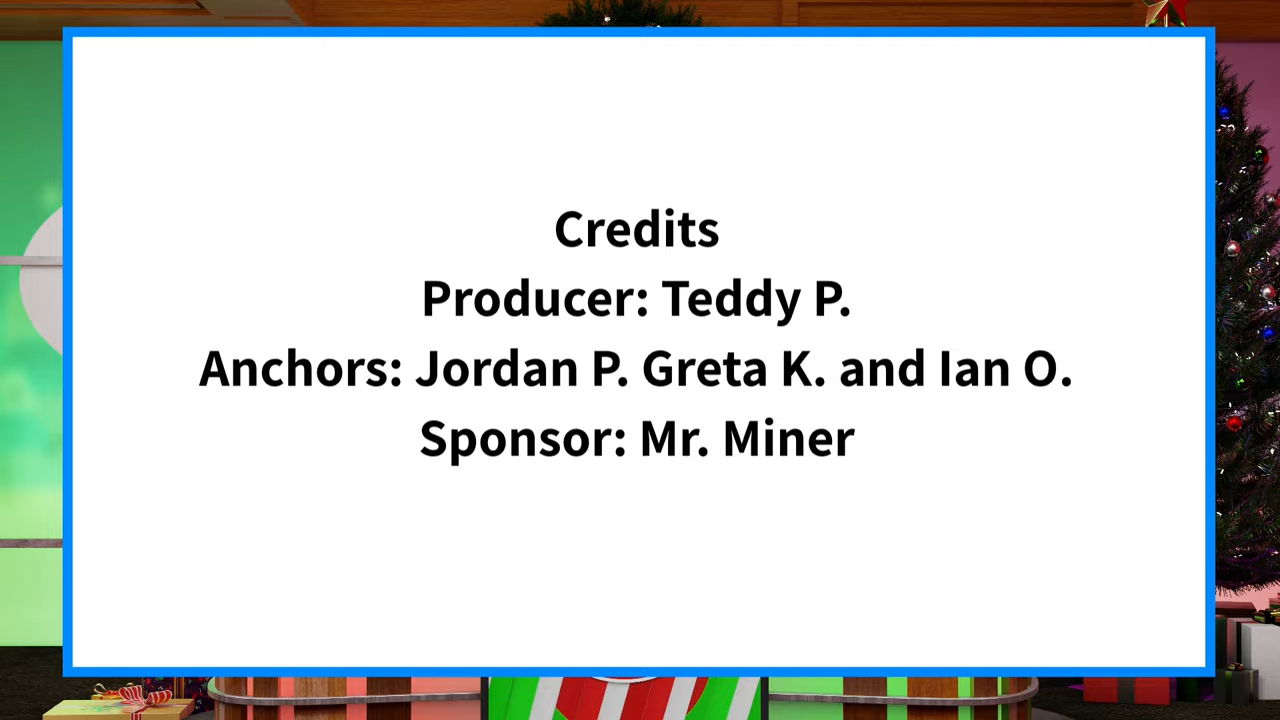 Credits
Producer: Teddy P.
Anchors: Jordan P. Greta K. and Ian O.
Sponsor: Mr. Miner